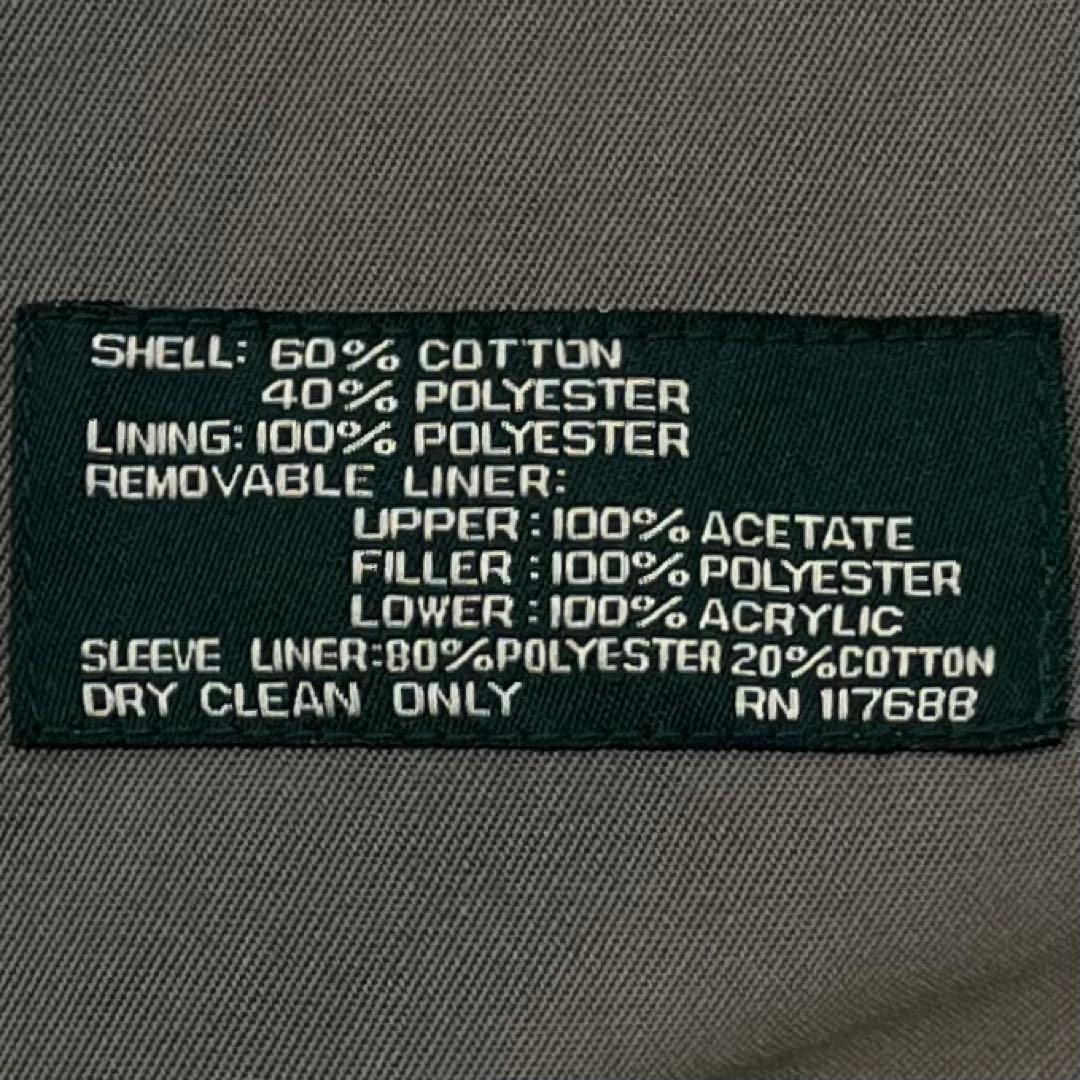 SHELL: 60% COTTON
40% POLYESTER
LINING: 100% POLYESTER
REMOVABLE LINER:
UPPER : 100% ACETATE
FILLER : 100% POLYESTER
LOWER : 100% ACRYLIC
SLEEVE LINER: 80% POLYESTER 20% COTTON
DRY CLEAN ONLY RN 117688